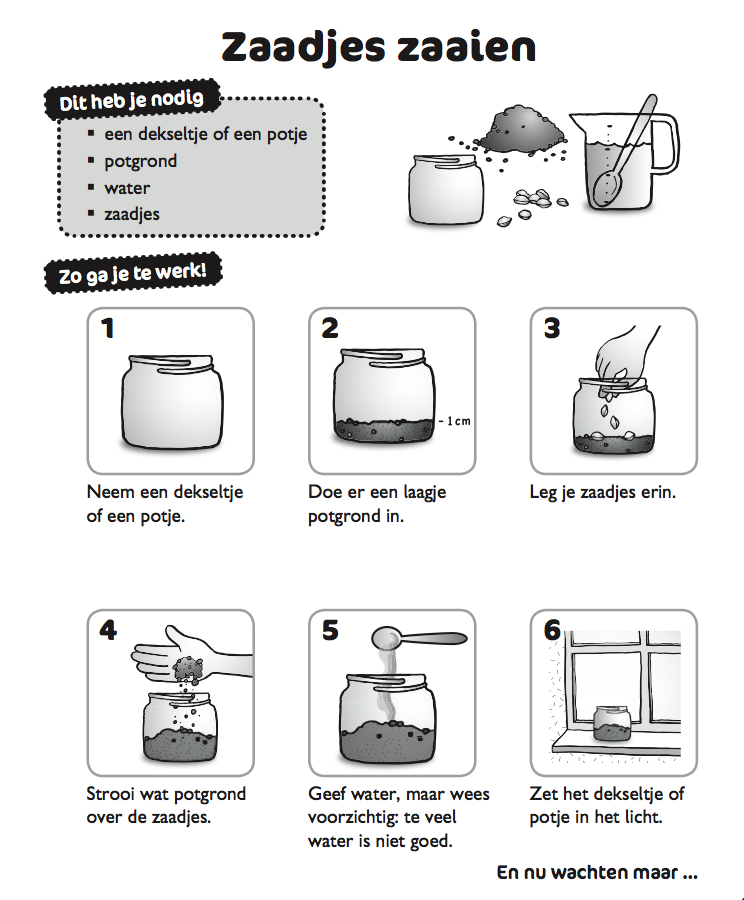 Zaadjes zaaien
Dit heb je nodig
▪ een dekseltje of een potje
▪ potgrond
▪ water
▪ zaadjes
Zo ga je te werk!
1
2
3
- 1 cm
Neem een dekseltje
of een potje.
Doe er een laagje
potgrond in.
Leg je zaadjes erin.
4
5
6
Strooi wat potgrond
over de zaadjes.
Geef water, maar wees
voorzichtig: te veel
water is niet goed.
Zet het dekseltje of
potje in het licht.
En nu wachten maar ...